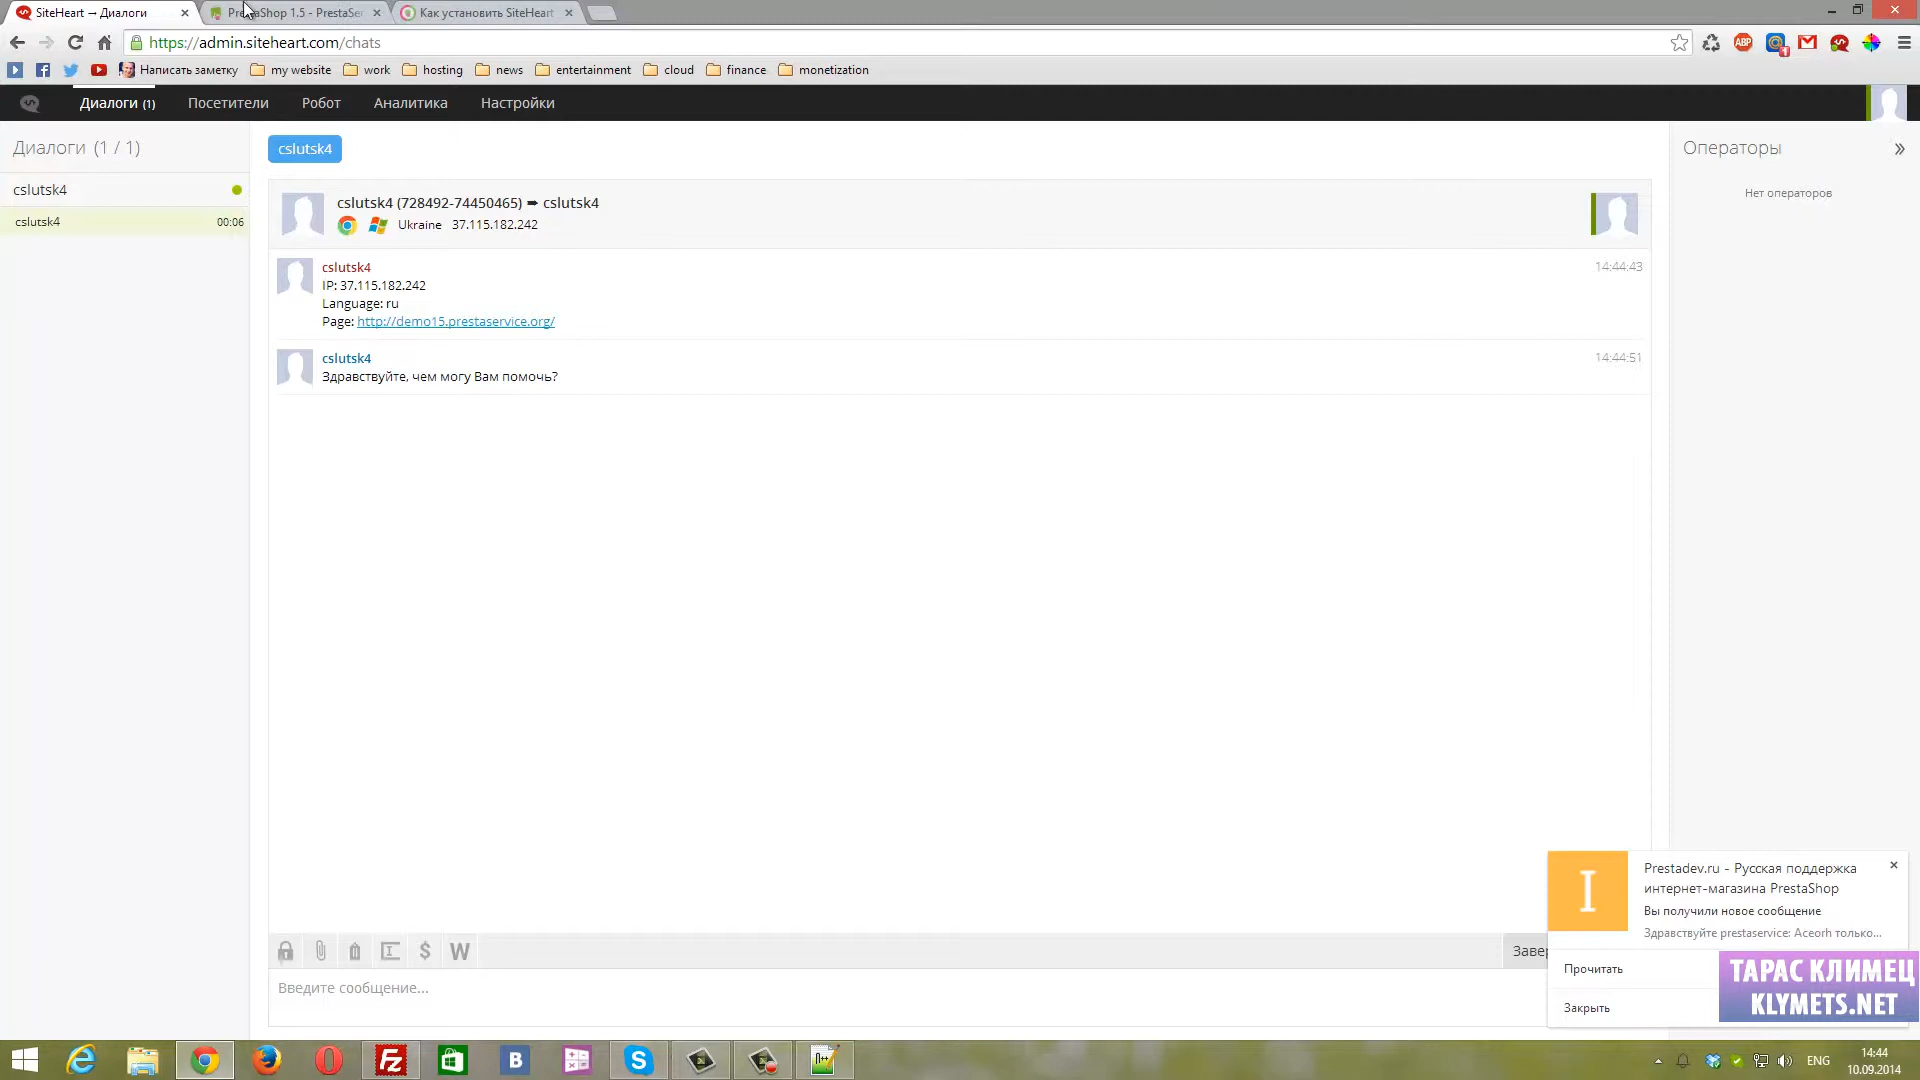 SiteHeart → Диалоги
PrestaShop 1.5 - PrestaSer
Как установить SiteHeart
https://admin.siteheart.com/chats
Написать заметку
my website
work
hosting
news
entertainment
cloud
finance
monetization
Диалоги (1)
Посетители
Робот
Аналитика
Настройки
Диалоги (1 / 1)
cslutsk4
cslutsk4 00:06
cslutsk4
cslutsk4 (728492-74450465) ➨ cslutsk4
Ukraine 37.115.182.242
cslutsk4 14:44:43
IP: 37.115.182.242
Language: ru
Page: http://demo15.prestaservice.org/
cslutsk4 14:44:51
Здравствуйте, чем могу Вам помочь?
Операторы
Нет операторов
Введите сообщение...
Prestadev.ru - Русская поддержка
интернет-магазина PrestaShop
Вы получили новое сообщение
Здравствуйте prestaservice: Aceorh только...
Прочитать
Закрыть
ТАРАС КЛИМЕЦ
KLYMETS.NET
ENG
14:44
10.09.2014